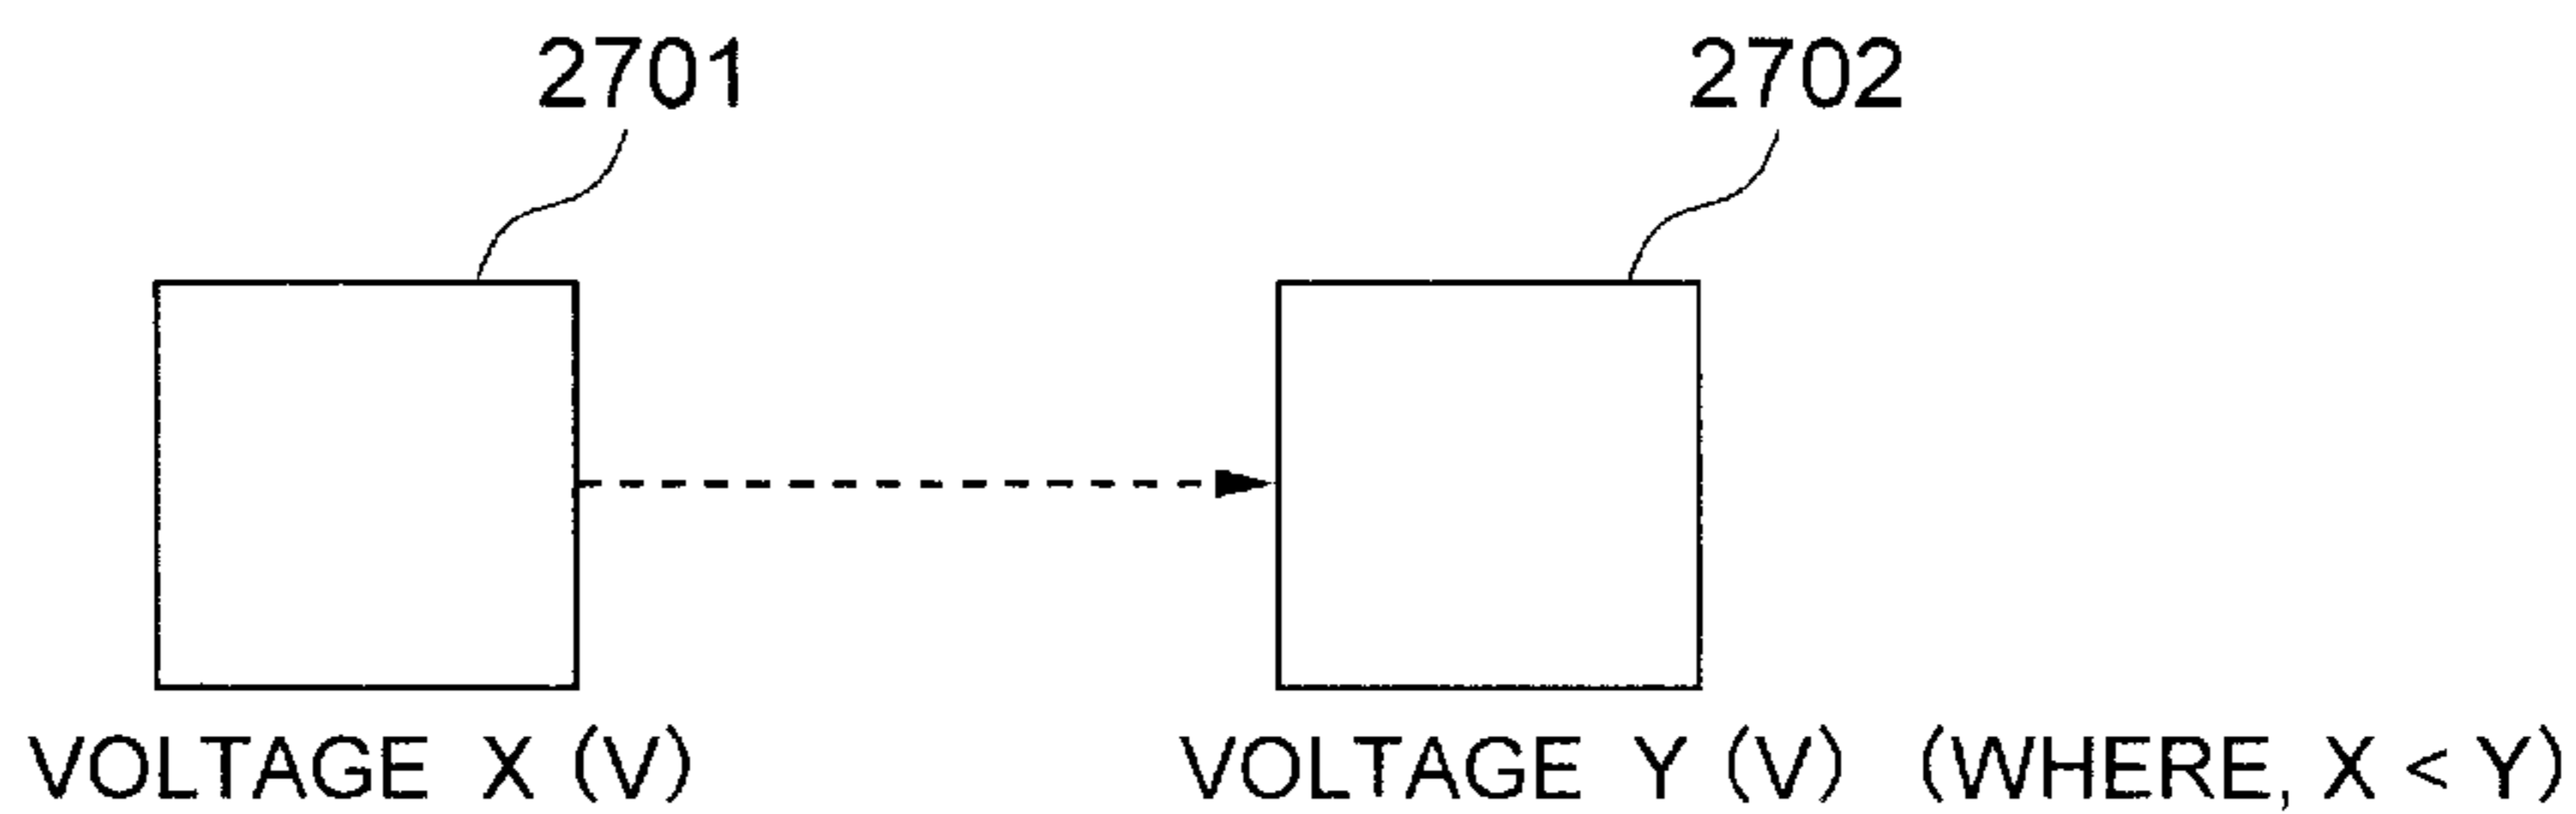 2701 2702
VOLTAGE X (V) VOLTAGE Y (V) (WHERE, X < Y)